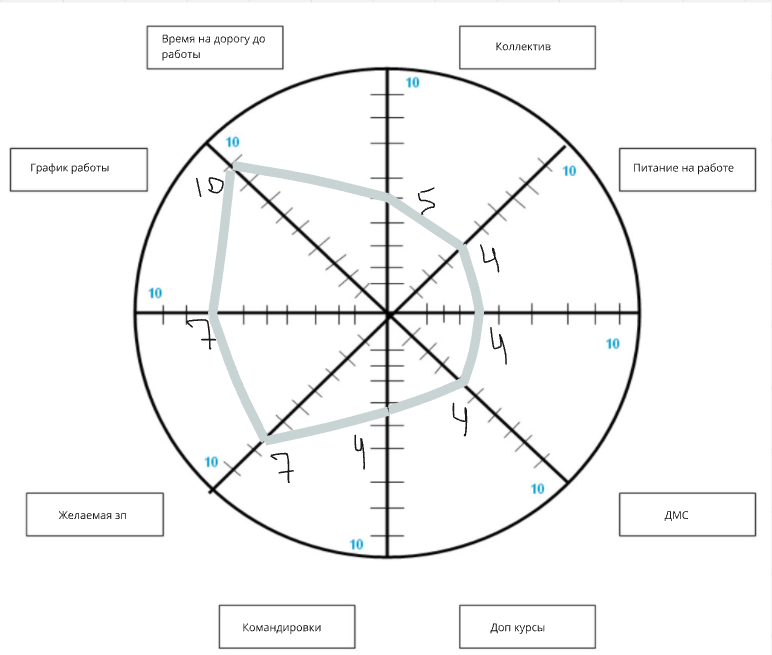 Время на дорогу до
работы
Коллектив
10
10
График работы
10
Питание на работе
10
5
4
10
7
4
10
4
4
7
10
10
Желаемая зп
ДМС
10
Командировки
Доп курсы